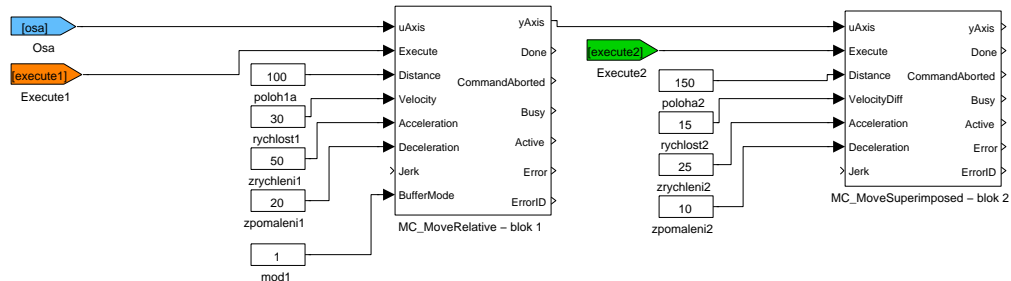 [osa]
Osa
[execute1]
Execute1
100
poloh1a
30
rychlost1
50
zrychleni1
20
zpomaleni1
1
mod1
uAxis
Execute
Distance
Velocity
Acceleration
Deceleration
Jerk
BufferMode
yAxis
Done
CommandAborted
Busy
Active
Error
ErrorID
MC_MoveRelative – blok 1
[execute2]
Execute2
150
poloha2
15
rychlost2
25
zrychleni2
10
zpomaleni2
uAxis
Execute
Distance
VelocityDiff
Acceleration
Deceleration
Jerk
yAxis
Done
CommandAborted
Busy
Active
Error
ErrorID
MC_MoveSuperimposed – blok 2